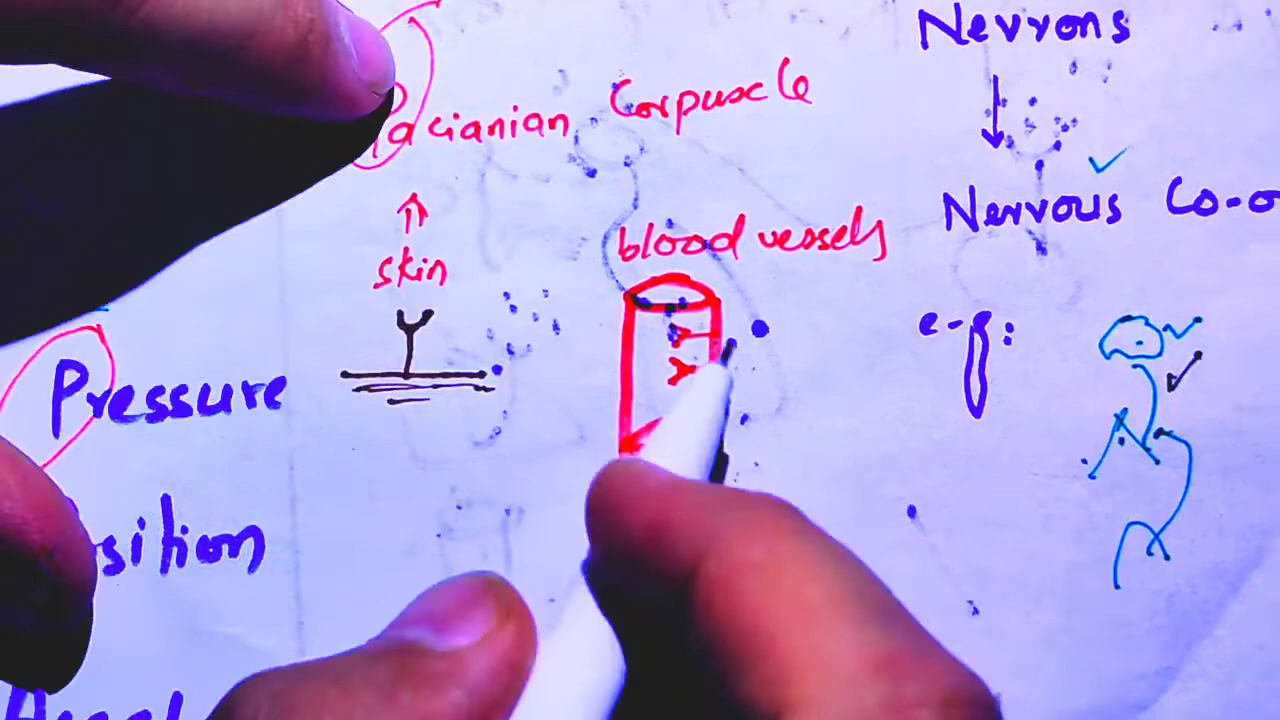 Nevrons
Pacianian Corpuscle
Nervous Co-o
blood vessels
skin
e-g:
Pressure
sition